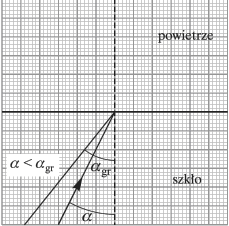 powietrze
α < αgr
αgr
szkło
α